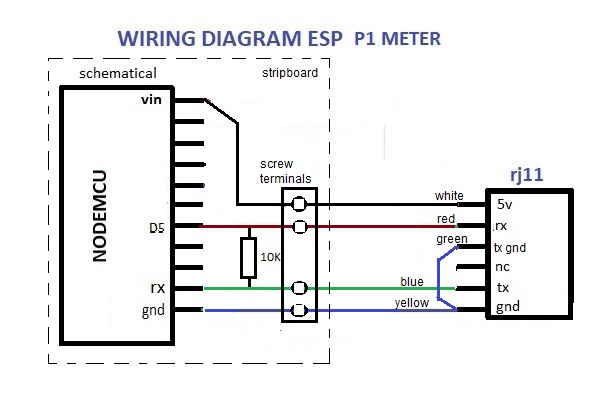 WIRING DIAGRAM ESP P1 METER
schematical
stripboard
vin
screw
terminals
rj11
NODEMCU
white
5v
D5
red
rx
green
tx gnd
10K
nc
rx
blue
tx
gnd
yellow
gnd